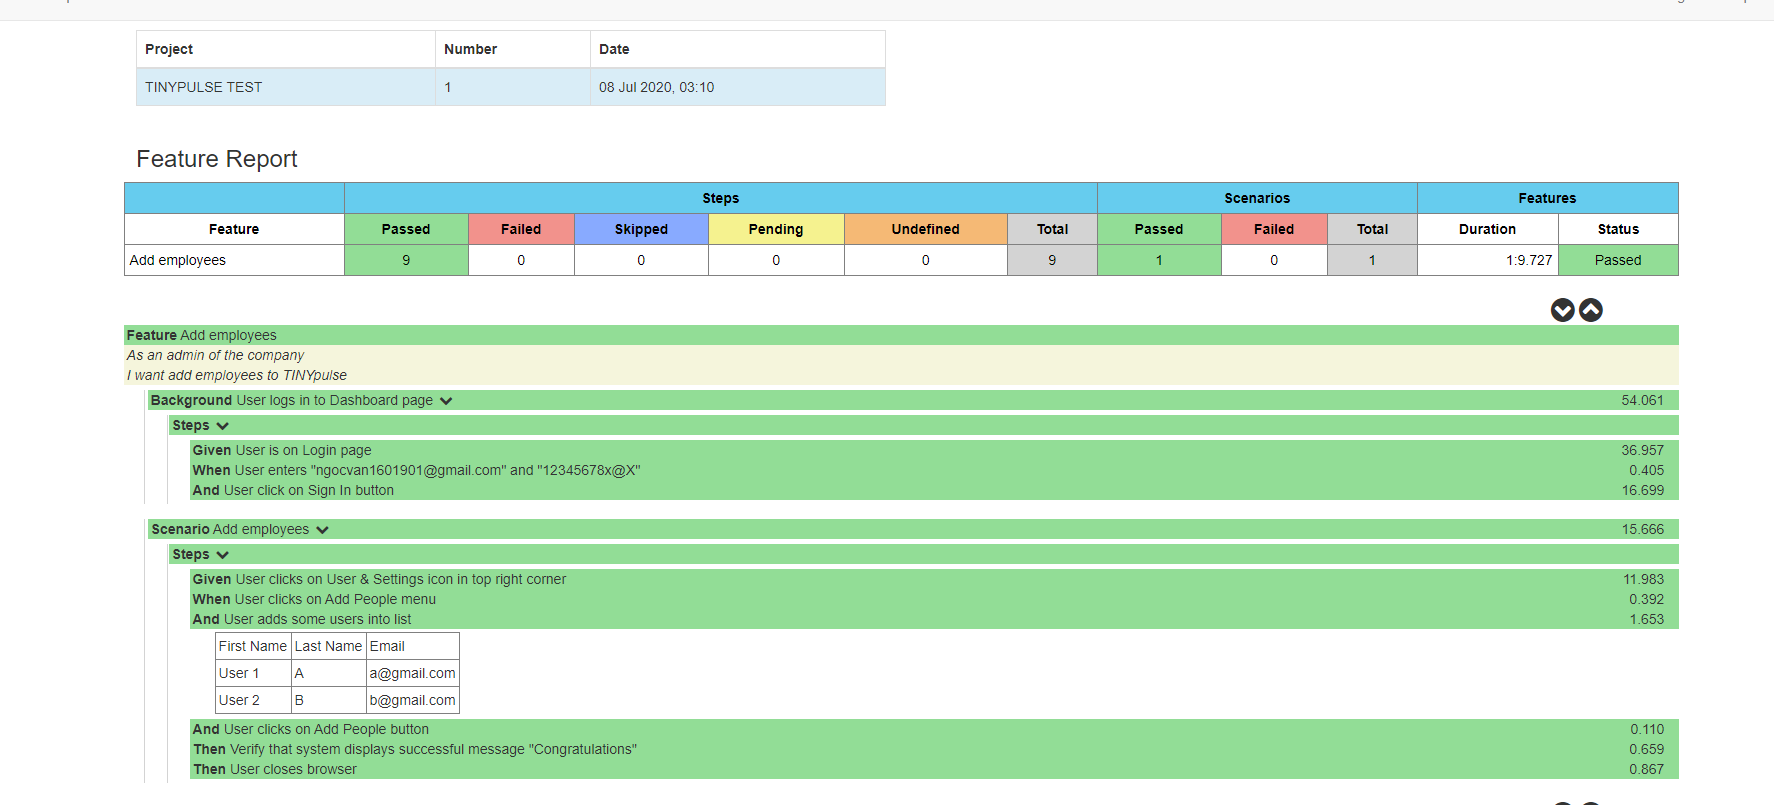 Project Number Date
TINYPULSE TEST 1 08 Jul 2020, 03:10
Feature Report
Steps Scenarios Features
Feature Passed Failed Skipped Pending Undefined Total Passed Failed Total Duration Status
Add employees 9 0 0 0 0 9 1 0 1 1:9.727 Passed
Feature Add employees
As an admin of the company
I want add employees to TINYpulse
Background User logs in to Dashboard page 54.061
Steps
Given User is on Login page 36.957
When User enters "ngocvan1601901@gmail.com" and "12345678x@X" 0.405
And User click on Sign In button 16.699
Scenario Add employees 15.666
Steps
Given User clicks on User & Settings icon in top right corner 11.983
When User clicks on Add People menu 0.392
And User adds some users into list 1.653
First Name Last Name Email
User 1 A a@gmail.com
User 2 B b@gmail.com
And User clicks on Add People button 0.110
Then Verify that system displays successful message "Congratulations" 0.659
Then User closes browser 0.867